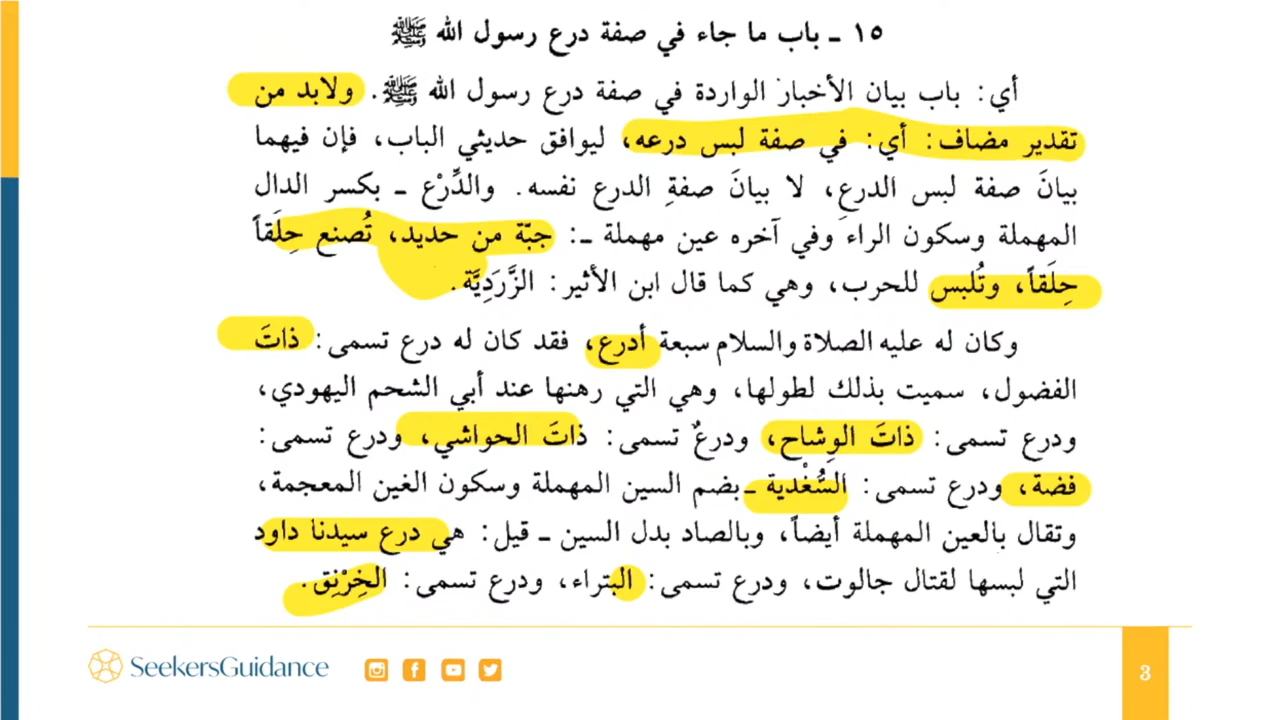 ١٥ ـ باب ما جاء في صفة درع رسول الله ﷺ
أي: باب بيان الأخبار الواردة في صفة درع رسول الله ﷺ. ولابد من
تقدير مضاف: أي: في صفة لبس درعه، ليوافق حديثي الباب، فإن فيهما
بيانَ صفة لبس الدرع، لا بيانَ صفةِ الدرع نفسه. والدِّرْع ـ بكسر الدال
المهملة وسكون الراء وفي آخره عين مهملة ـ: جبّة من حديد، تُصنع حِلَقاً
حِلَقاً، وتُلبس للحرب، وهي كما قال ابن الأثير: الزَّرَدِيَّة.
وكان له عليه الصلاة والسلام سبعة أدرع، فقد كان له درع تسمى: ذاتَ
الفضول، سميت بذلك لطولها، وهي التي رهنها عند أبي الشحم اليهودي،
ودرع تسمى: ذاتَ الوِشاح، ودرعٌ تسمى: ذاتَ الحواشي، ودرع تسمى:
فضة، ودرع تسمى: السُّغْدية ـ بضم السين المهملة وسكون الغين المعجمة،
وتقال بالعين المهملة أيضاً، وبالصاد بدل السين ـ قيل: هي درع سيدنا داود
التي لبسها لقتال جالوت، ودرع تسمى: البتراء، ودرع تسمى: الخِرْنِق.
SeekersGuidance
3